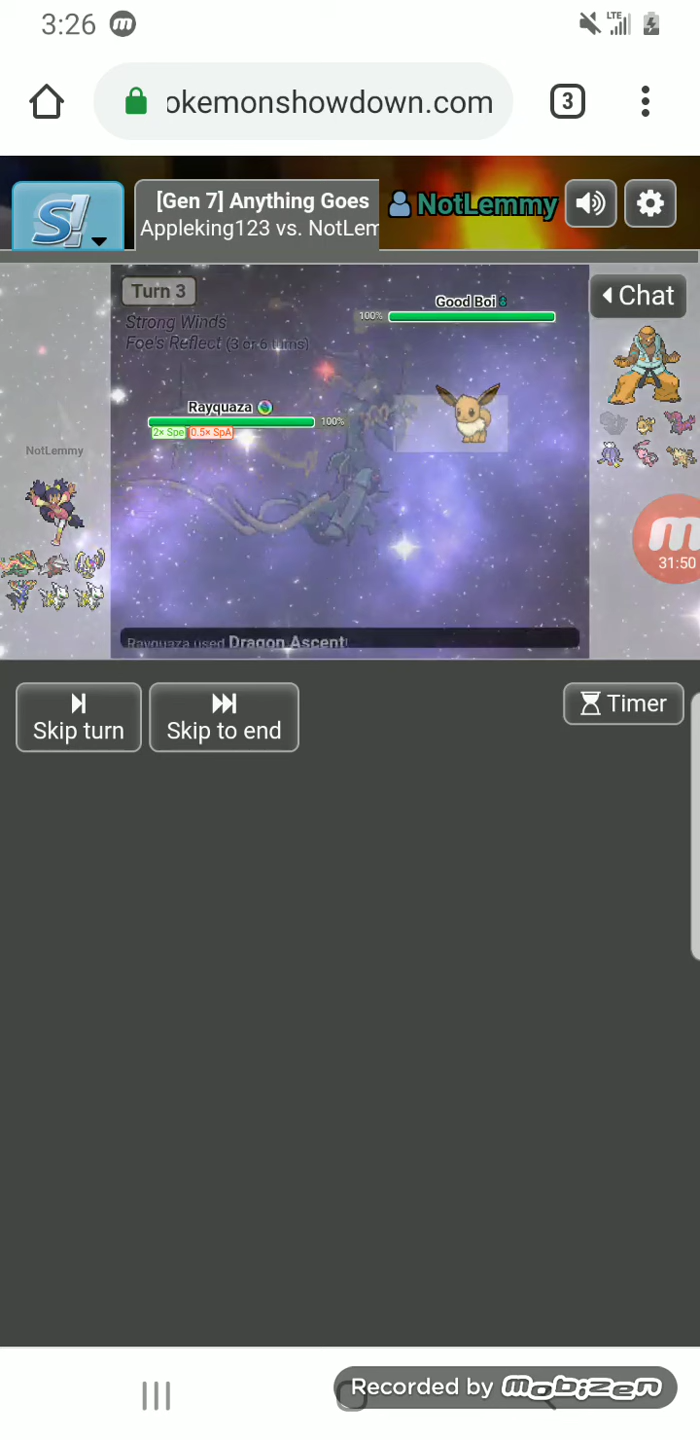 3:26
LTE
okemonshowdown.com
3
[Gen 7] Anything Goes
Appleking123 vs. NotLem
NotLemmy
Turn 3
Strong Winds
Foe's Reflect (3 or 6 turns)
Good Boi
100%
Chat
Rayquaza
100%
2× Spe 0.5× SpA
NotLemmy
31:50
Rayquaza used Dragon Ascent!
Skip turn
Skip to end
Timer
Recorded by mobizen